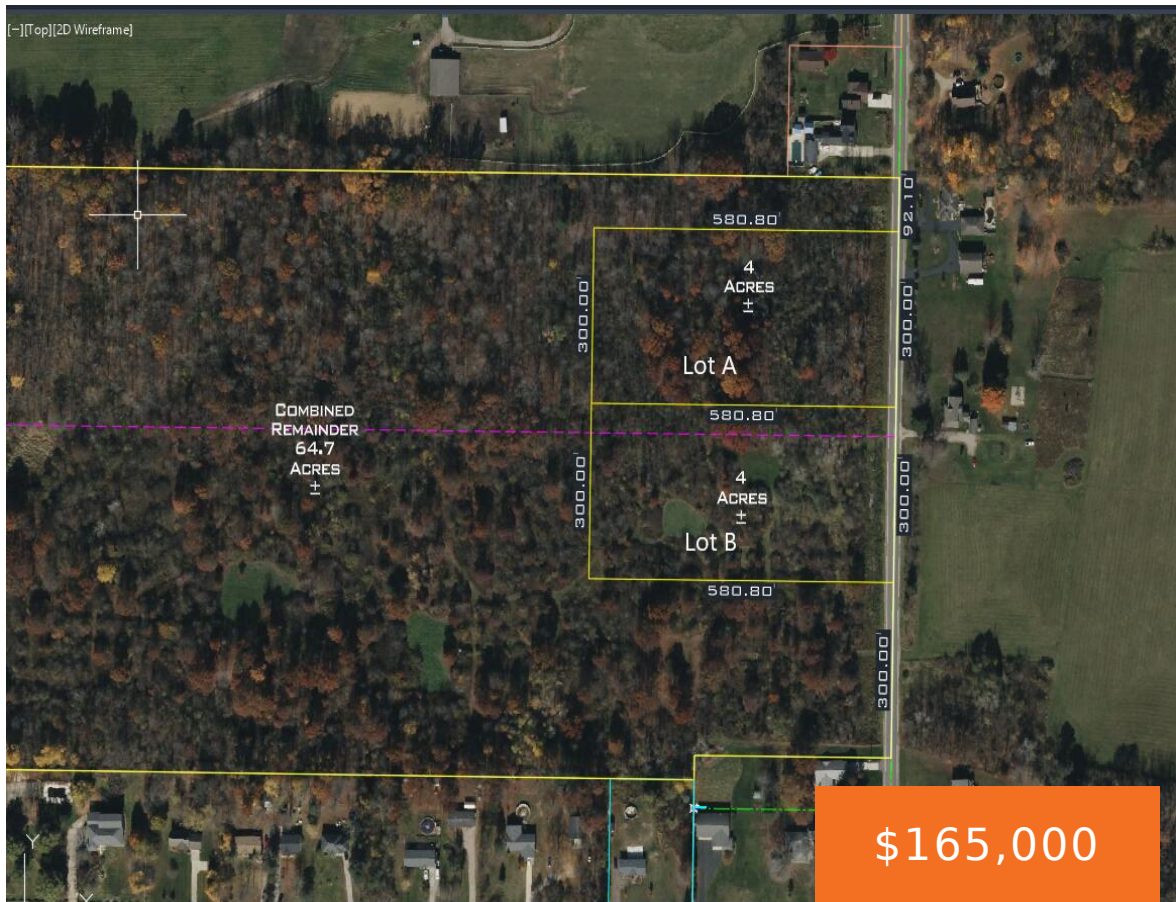 [−][Top][2D Wireframe]
92.10'
580.80'
4
ACRES
±
300.00'
300.00'
Lot A
COMBINED
REMAINDER
64.7
ACRES
±
580.80'
4
ACRES
±
300.00'
300.00'
Lot B
580.80'
300.00'
Y
X
$165,000